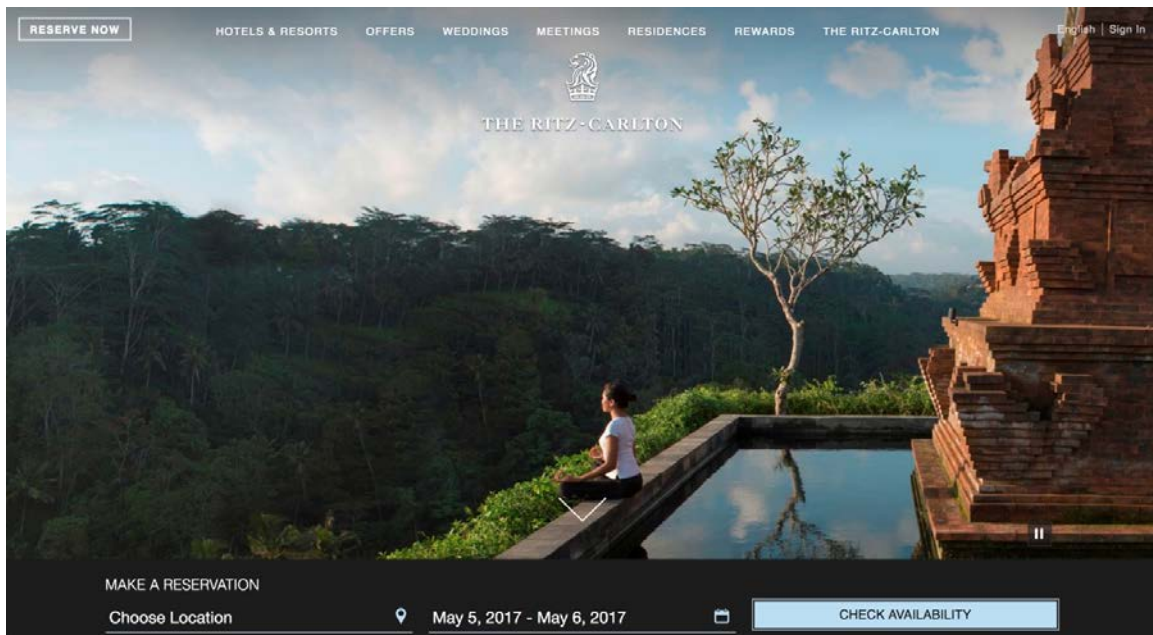 RESERVE NOW HOTELS & RESORTS OFFERS WEDDINGS MEETINGS RESIDENCES REWARDS THE RITZ-CARLTON English | Sign In
THE RITZ-CARLTON
MAKE A RESERVATION
Choose Location May 5, 2017 - May 6, 2017 CHECK AVAILABILITY